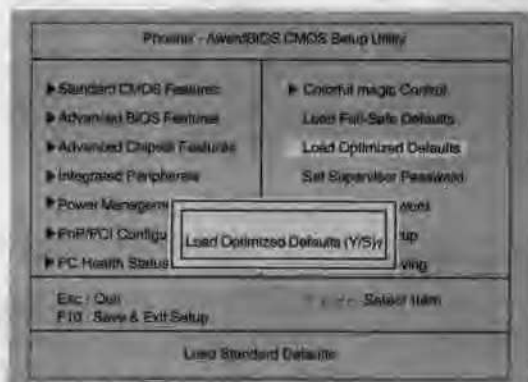 Phoenix - AwardBIOS CMOS Setup Utility
Standard CMOS Features
Advanced BIOS Features
Advanced Chipset Features
Integrated Peripherals
Power Managem
PnP/PCI Configu
PC Health Status
Colorful magic Control
Load Fail-Safe Defaults
Load Optimized Defaults
Set Supervisor Password
word
up
ving
Load Optimized Defaults (Y/S)?
Esc : Quit
F10 : Save & Exit Setup
Select Item
Load Standard Defaults